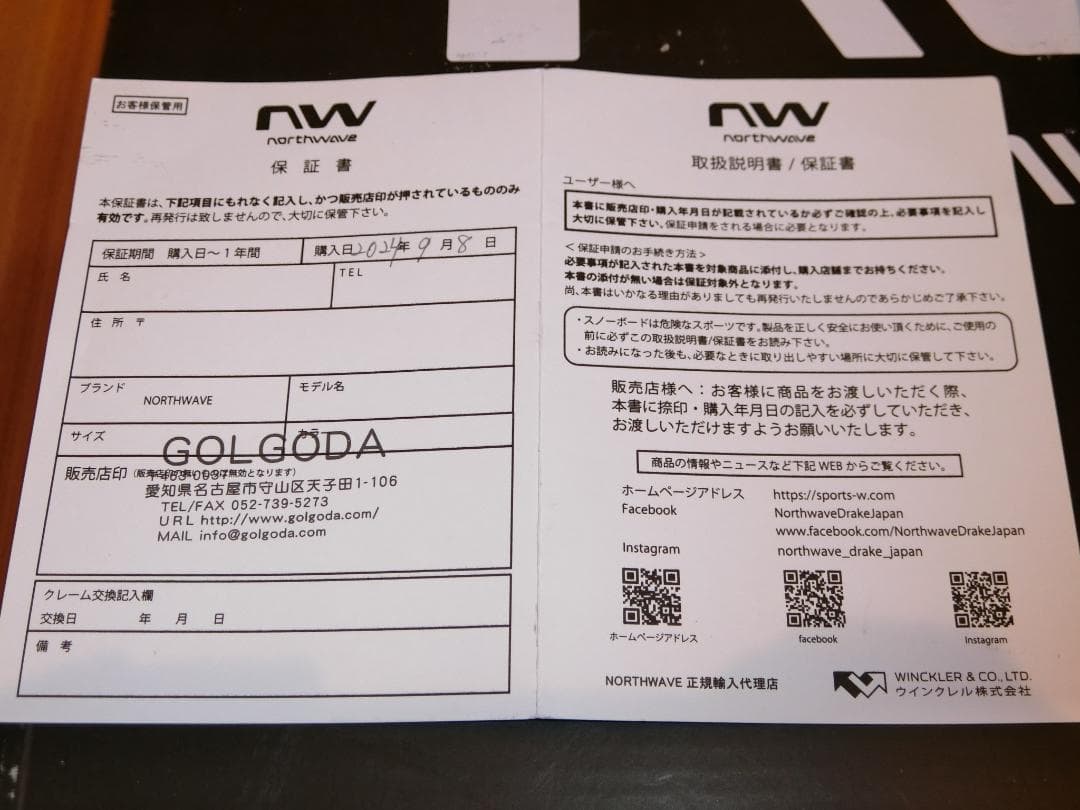 お客様保管用
nw
northwave
保証書
本保証書は、下記項目にもれなく記入し、かつ販売店印が押されているもののみ
有効です。再発行は致しませんので、大切に保管下さい。
保証期間 購入日～1年間
購入日2024年9月8日
氏名
TEL
住所 〒
ブランド
NORTHWAVE
モデル名
サイズ
カラー
GOLGODA
販売店印(販売店印の無いものは無効となります)
〒463-0037
愛知県名古屋市守山区天子田1-106
TEL/FAX 052-739-5273
URL http://www.golgoda.com/
MAIL info@golgoda.com
クレーム交換記入欄
交換日 年 月 日
備考
nw
northwave
取扱説明書/保証書
ユーザー様へ
本書に販売店印・購入年月日が記載されているか必ずご確認の上、必要事項を記入し
大切に保管下さい。保証申請をされる場合に必要となります。
＜保証申請のお手続き方法＞
必要事項が記入された本書を対象商品に添付し、購入店舗までお持ちください。
本書の添付が無い場合は保証対象外となります。
尚、本書はいかなる理由がありましても再発行いたしませんのであらかじめご了承下さい。
・スノーボードは危険なスポーツです。製品を正しく安全にお使い頂くために、ご使用の
前に必ずこの取扱説明書/保証書をお読み下さい。
・お読みになった後も、必要なときに取り出しやすい場所に大切に保管して下さい。
販売店様へ：お客様に商品をお渡しいただく際、
本書に捺印・購入年月日の記入を必ずしていただき、
お渡しいただけますようお願いいたします。
商品の情報やニュースなど下記WEBからご覧ください。
ホームページアドレス https://sports-w.com
Facebook NorthwaveDrakeJapan
www.facebook.com/NorthwaveDrakeJapan
Instagram northwave_drake_japan
ホームページアドレス
facebook
Instagram
NORTHWAVE 正規輸入代理店
WINCKLER & CO., LTD.
ウインクレル株式会社